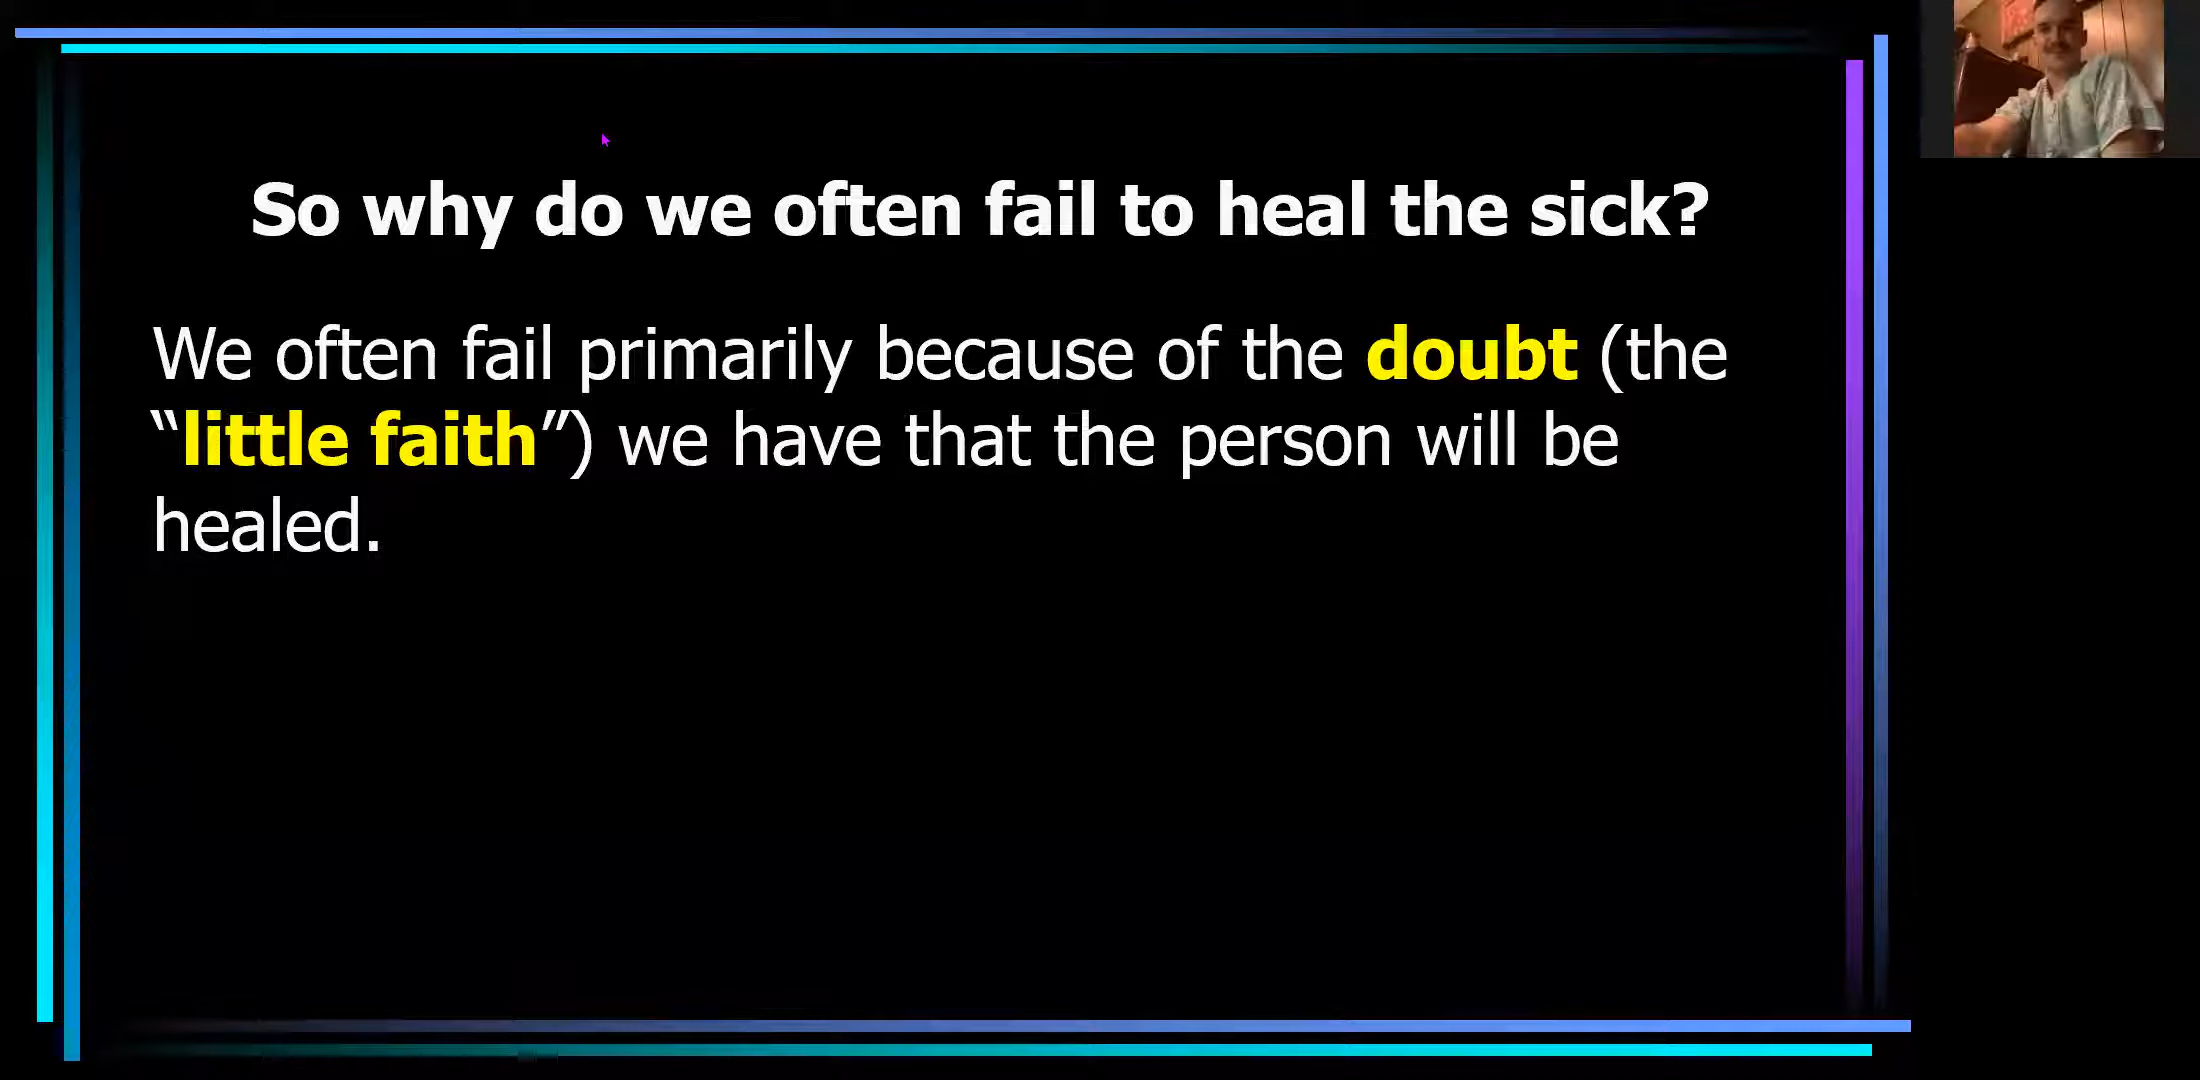 So why do we often fail to heal the sick?
We often fail primarily because of the doubt (the
“little faith”) we have that the person will be
healed.